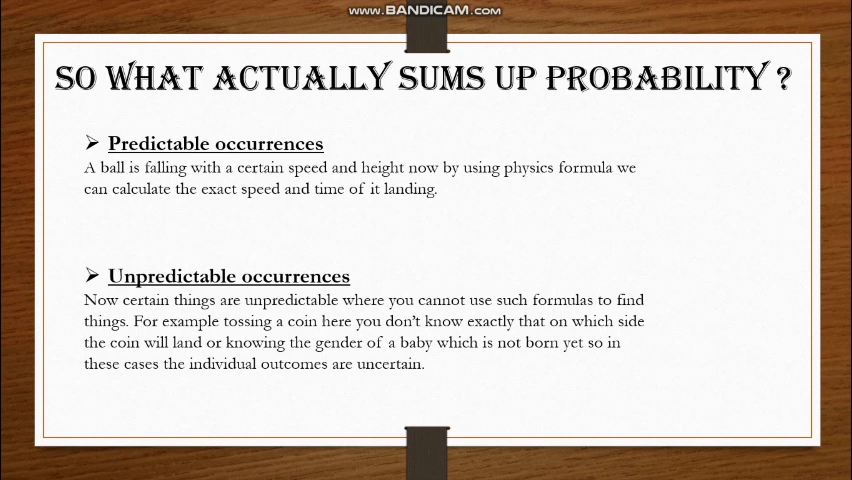 www.BANDICAM.com
SO WHAT ACTUALLY SUMS UP PROBABILITY ?
➢ Predictable occurrences
A ball is falling with a certain speed and height now by using physics formula we
can calculate the exact speed and time of it landing.
➢ Unpredictable occurrences
Now certain things are unpredictable where you cannot use such formulas to find
things. For example tossing a coin here you don’t know exactly that on which side
the coin will land or knowing the gender of a baby which is not born yet so in
these cases the individual outcomes are uncertain.